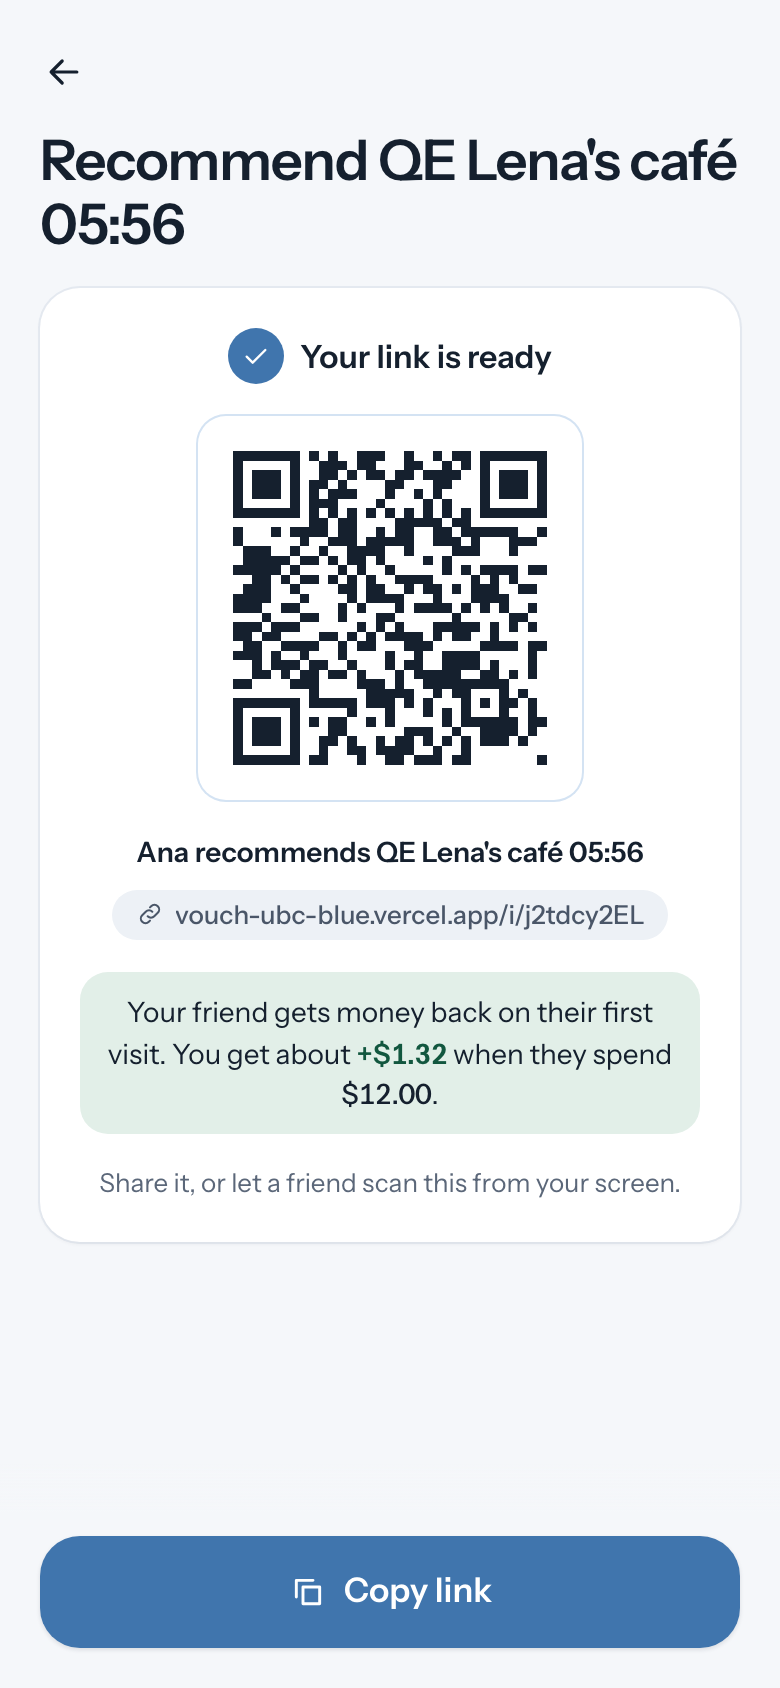 Recommend QE Lena's café
05:56
Your link is ready
Ana recommends QE Lena's café 05:56
vouch-ubc-blue.vercel.app/i/j2tdcy2EL
Your friend gets money back on their first
visit. You get about +$1.32 when they spend
$12.00.
Share it, or let a friend scan this from your screen.
Copy link